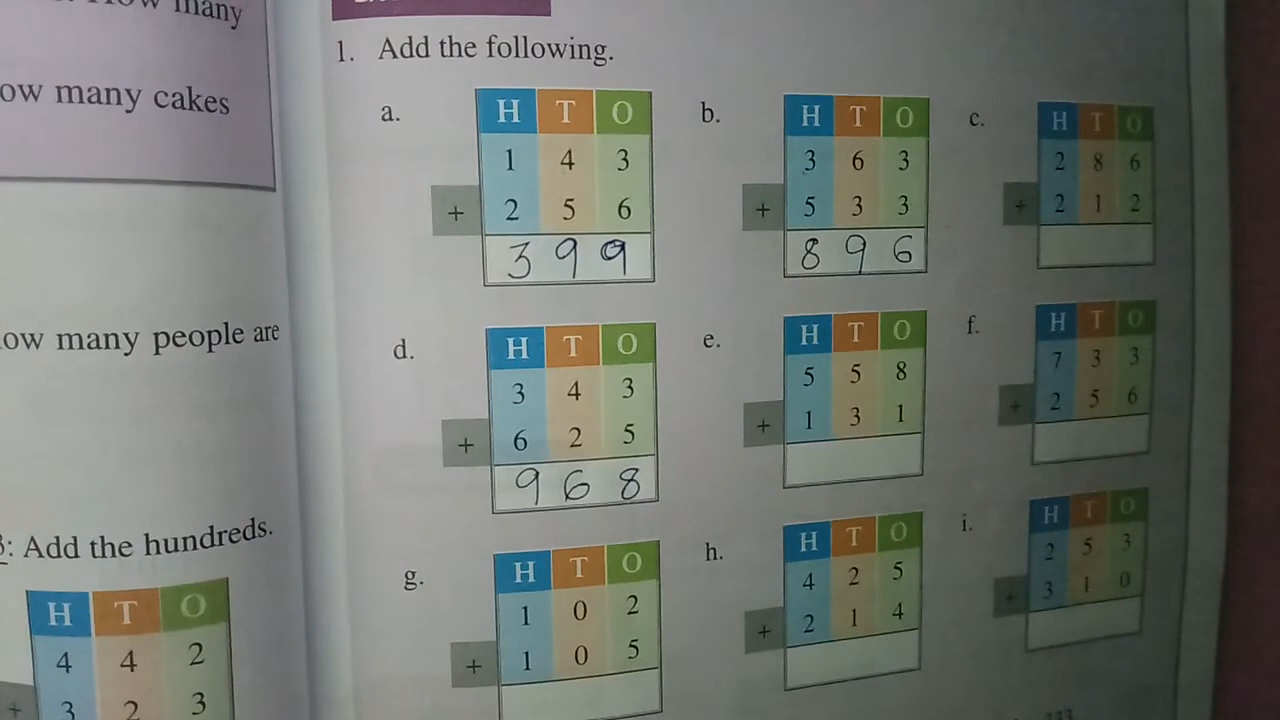 many
ow many cakes
ow many people are
: Add the hundreds.
H T O
4 4 2
+ 3 2 3
1. Add the following.
a.
H T O
1 4 3
+ 2 5 6
3 9 9
b.
H T O
3 6 3
+ 5 3 3
8 9 6
c.
H T O
2 8 6
+ 2 1 2
d.
H T O
3 4 3
+ 6 2 5
9 6 8
e.
H T O
5 5 8
+ 1 3 1
f.
H T O
7 3 3
+ 2 5 6
g.
H T O
1 0 2
+ 1 0 5
h.
H T O
4 2 5
+ 2 1 4
i.
H T O
2 5 3
+ 3 1 0